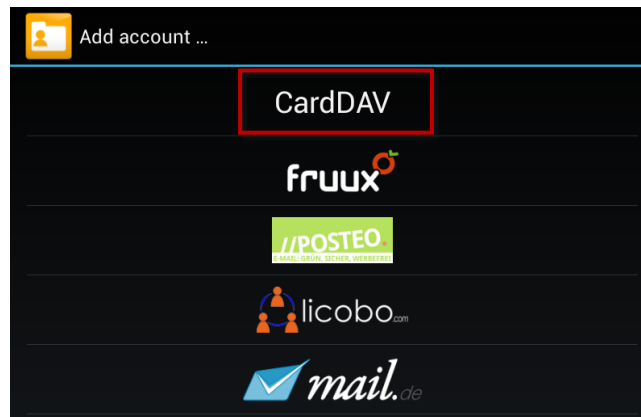 Add account ...
CardDAV
fruux
//POSTEO.
E-MAIL: GRÜN, SICHER, WERBEFREI
licobo.com
mail.de